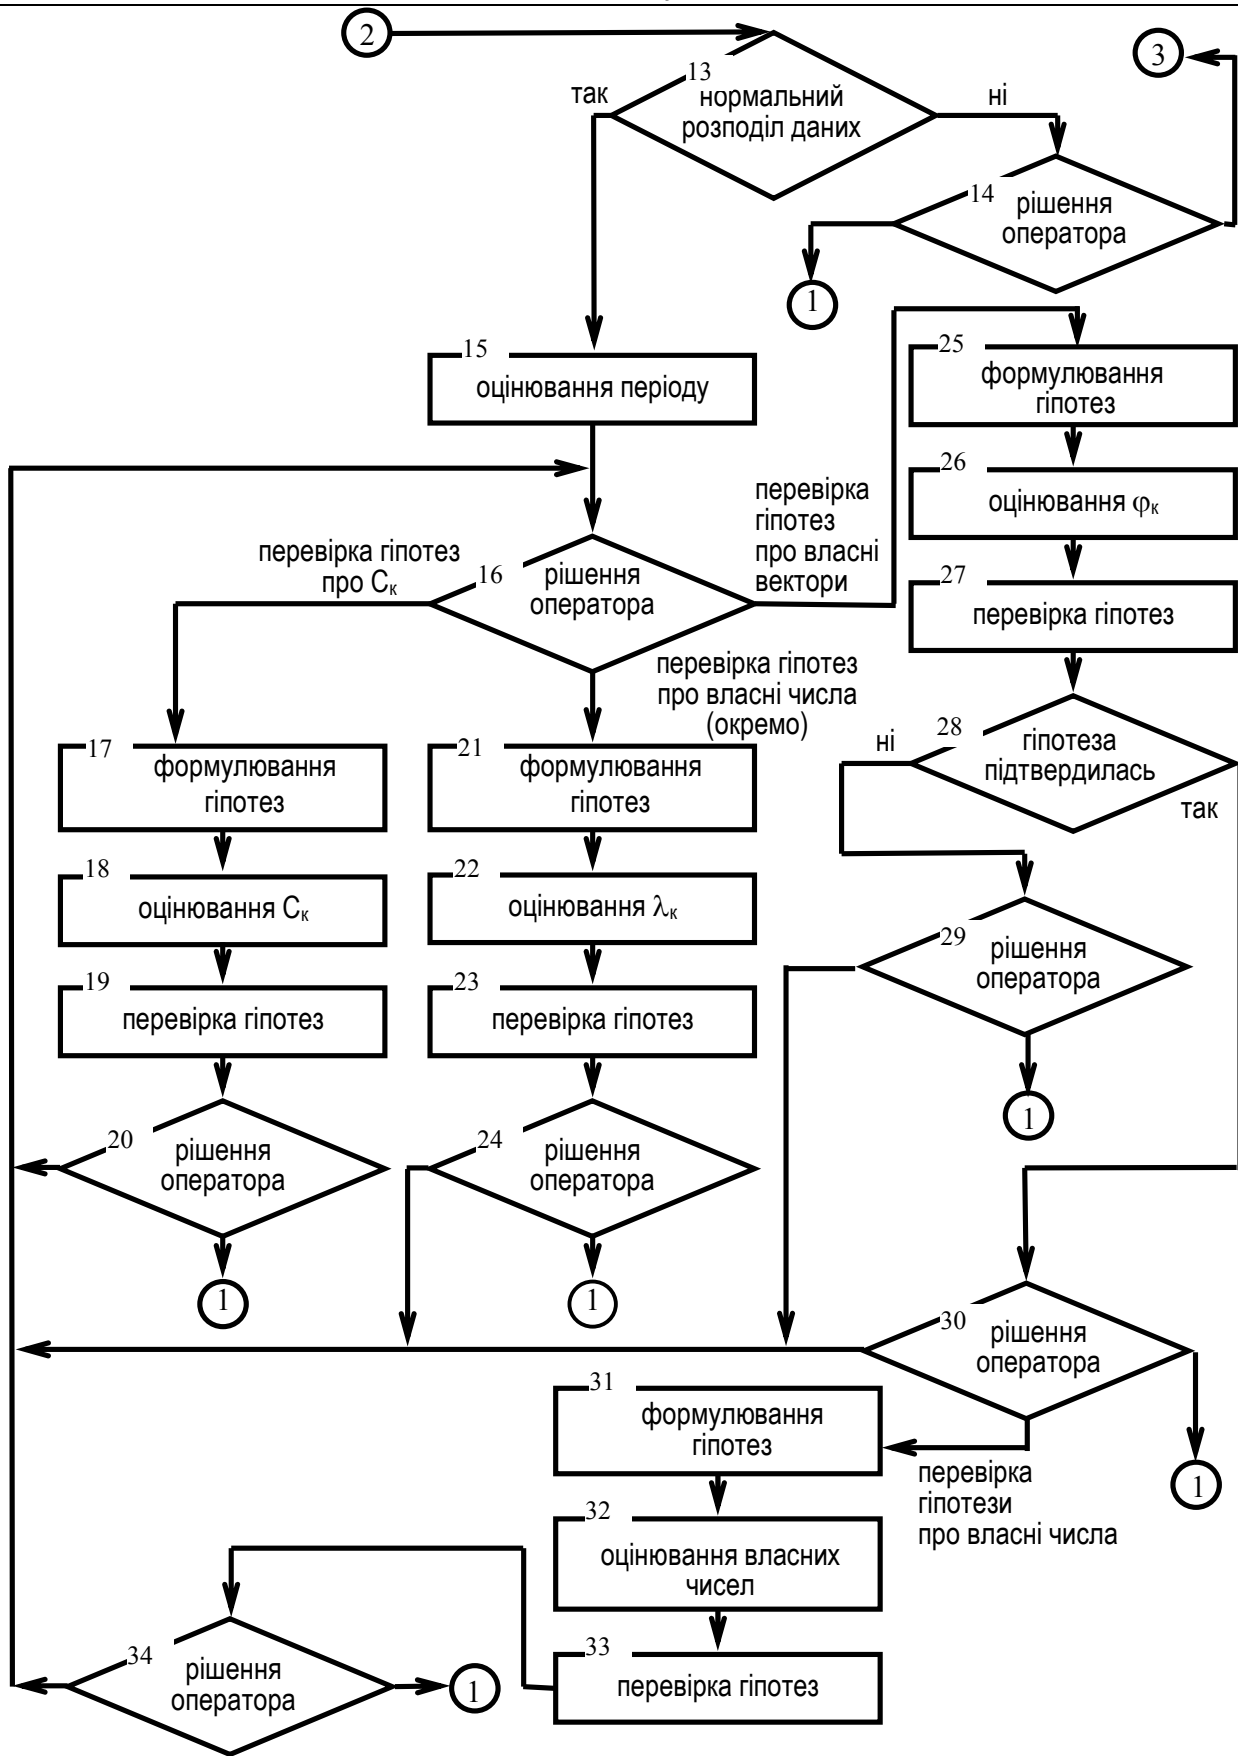 2
3
13
нормальний
розподіл даних
так
ні
14
рішення
оператора
1
15
оцінювання періоду
25
формулювання
гіпотез
26
оцінювання φк
перевірка
гіпотез
про власні
вектори
перевірка гіпотез
про Ск
16
рішення
оператора
27
перевірка гіпотез
перевірка гіпотез
про власні числа
(окремо)
28
гіпотеза
підтвердилась
ні
так
17
формулювання
гіпотез
21
формулювання
гіпотез
18
оцінювання Ск
22
оцінювання λк
29
рішення
оператора
19
перевірка гіпотез
23
перевірка гіпотез
1
20
рішення
оператора
24
рішення
оператора
1
1
30
рішення
оператора
31
формулювання
гіпотез
перевірка
гіпотези
про власні числа
1
32
оцінювання власних
чисел
33
перевірка гіпотез
34
рішення
оператора
1